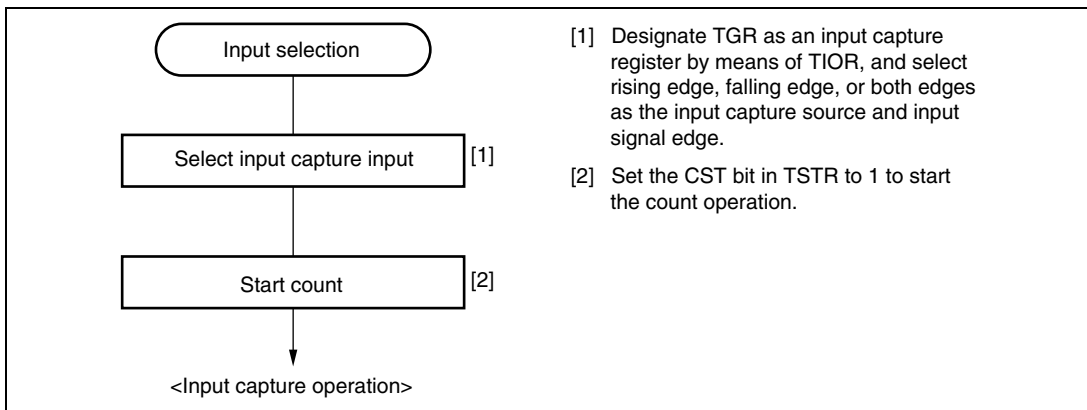 Input selection
Select input capture input
[1]
Start count
[2]
<Input capture operation>
[1] Designate TGR as an input capture
register by means of TIOR, and select
rising edge, falling edge, or both edges
as the input capture source and input
signal edge.
[2] Set the CST bit in TSTR to 1 to start
the count operation.